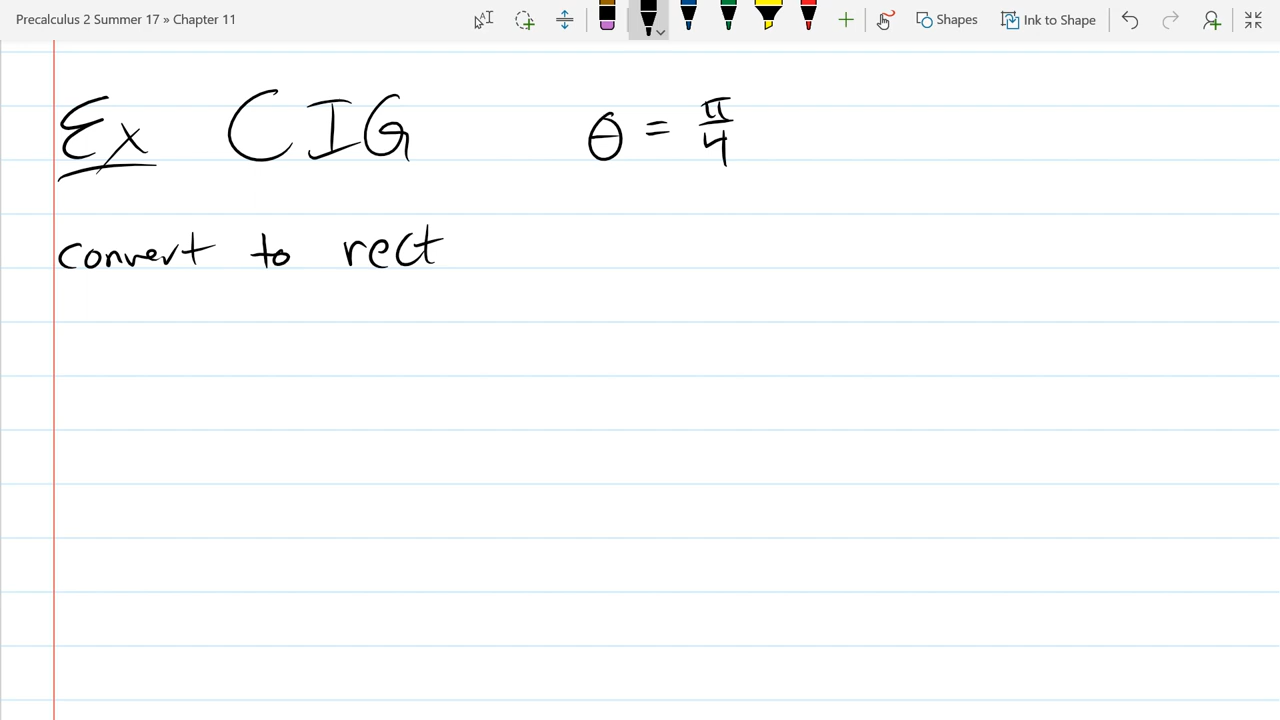 Precalculus 2 Summer 17 » Chapter 11
Shapes
Ink to Shape
Ex CIG θ = π/4
convert to rect